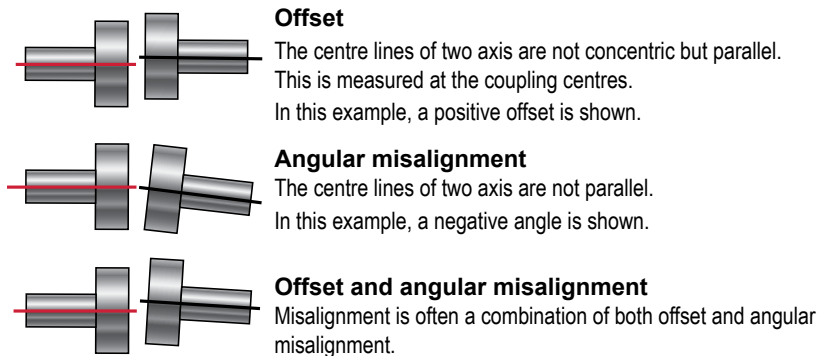 Offset
The centre lines of two axis are not concentric but parallel.
This is measured at the coupling centres.
In this example, a positive offset is shown.
Angular misalignment
The centre lines of two axis are not parallel.
In this example, a negative angle is shown.
Offset and angular misalignment
Misalignment is often a combination of both offset and angular
misalignment.